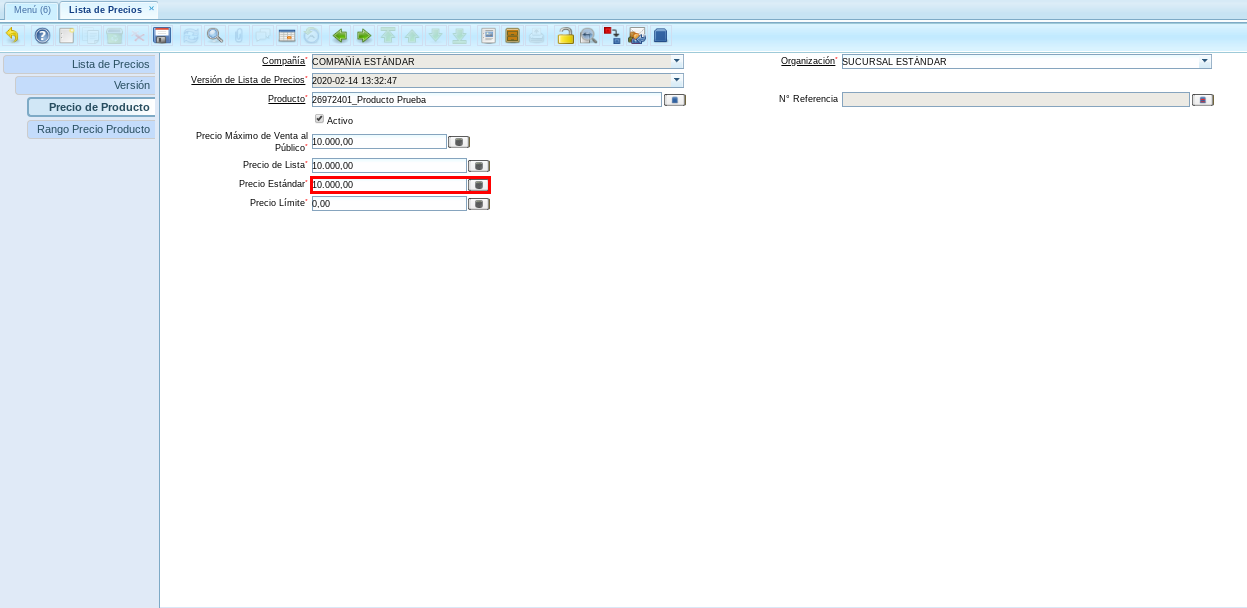 Menú (6)
Lista de Precios
Lista de Precios
Versión
Precio de Producto
Rango Precio Producto
Compañía* COMPAÑÍA ESTÁNDAR
Organización* SUCURSAL ESTÁNDAR
Versión de Lista de Precios* 2020-02-14 13:32:47
Producto* 26972401_Producto Prueba
N° Referencia
Activo
Precio Máximo de Venta al
Público* 10.000,00
Precio de Lista* 10.000,00
Precio Estándar* 10.000,00
Precio Límite* 0,00